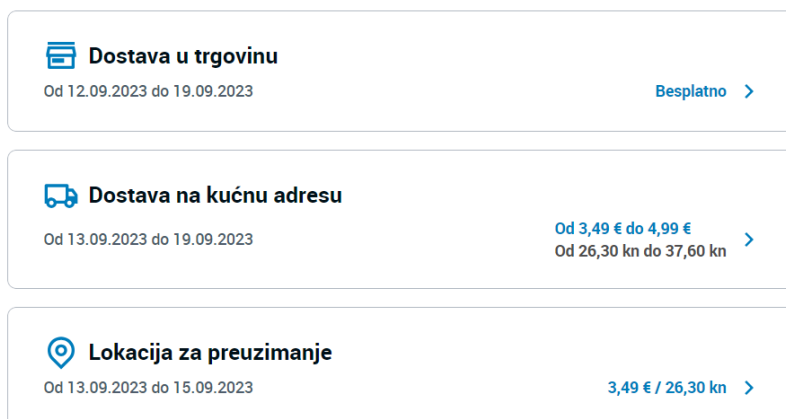 Dostava u trgovinu
Od 12.09.2023 do 19.09.2023
Besplatno
Dostava na kućnu adresu
Od 3,49 € do 4,99 €
Od 13.09.2023 do 19.09.2023
Od 26,30 kn do 37,60 kn
Lokacija za preuzimanje
Od 13.09.2023 do 15.09.2023
3,49 € / 26,30 kn